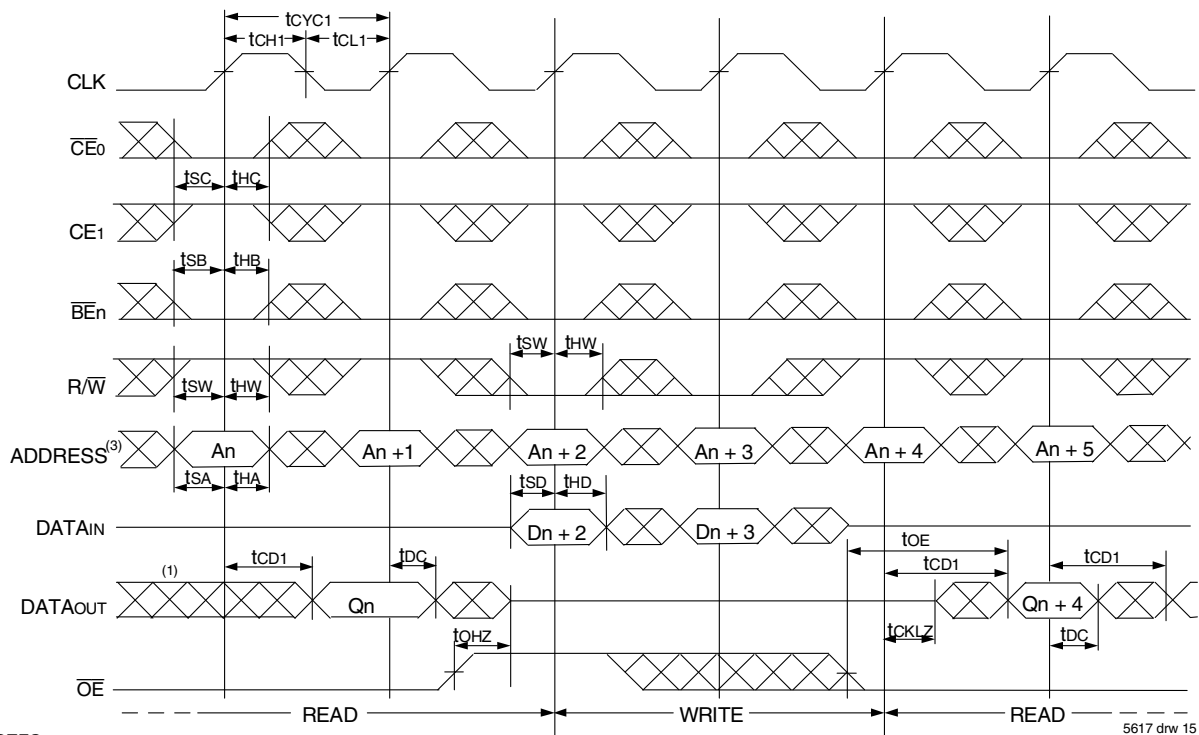 tCYC1
tCH1 tCL1
CLK
CE0
tSC tHC
CE1
tSB tHB
BEn
tSW tHW
R/W
tSW tHW
ADDRESS(3) An An + 1 An + 2 An + 3 An + 4 An + 5
tSA tHA
tSD tHD
DATAIN Dn + 2 Dn + 3
tOE
tCD1 tDC tCD1 tCD1
(1)
DATAOUT Qn Qn + 4
tOHZ tCKLZ tDC
OE
READ WRITE READ
5617 drw 15